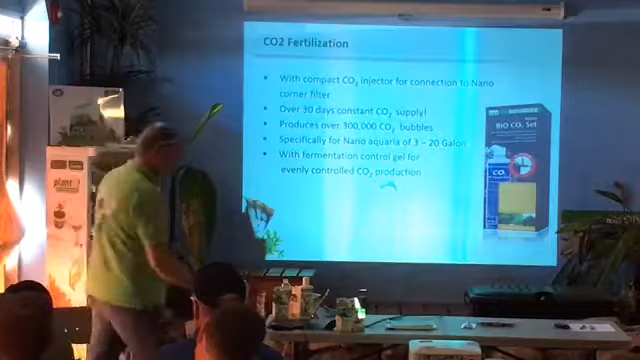 CO2 Fertilization
• With compact CO2 injector for connection to Nano
corner filter
• Over 30 days constant CO2 supply!
• Produces over 300,000 CO2 bubbles
• Specifically for Nano aquaria of 3 – 20 Galon
• With fermentation control gel for
evenly controlled CO2 production
BIO CO2 Set
CO2
plant